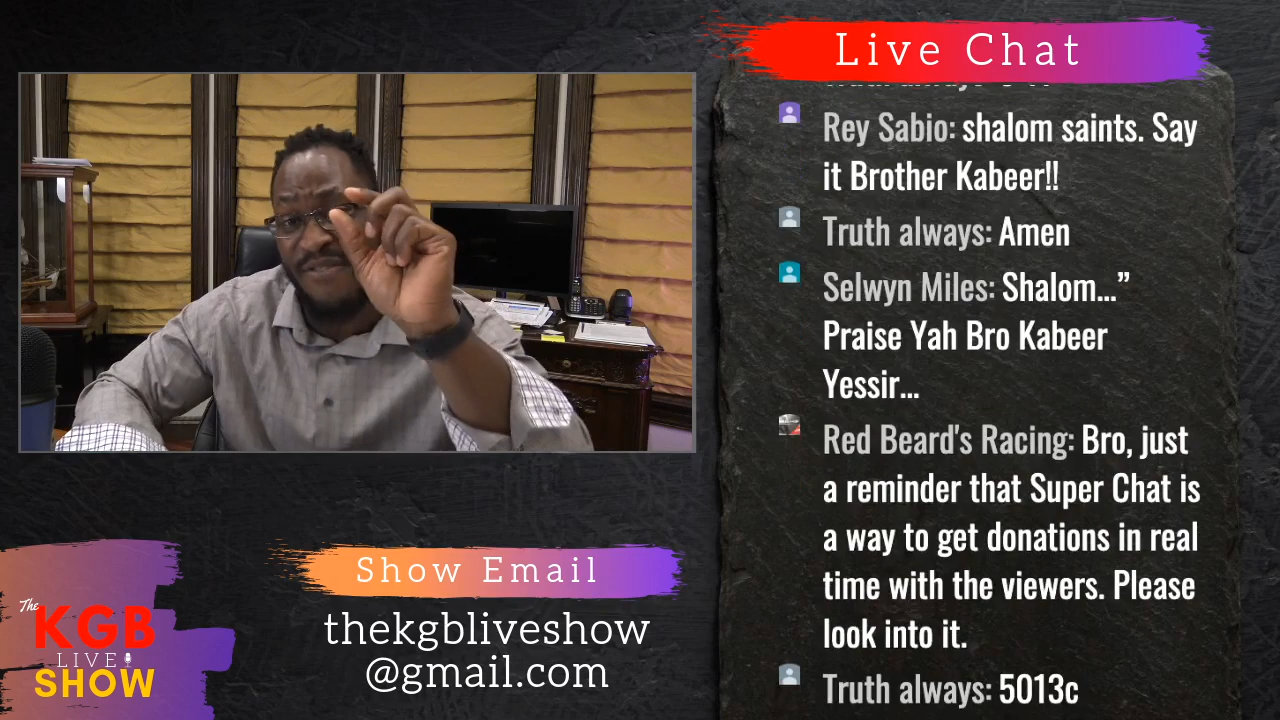 Live Chat
Rey Sabio: shalom saints. Say
it Brother Kabeer!!
Truth always: Amen
Selwyn Miles: Shalom...”
Praise Yah Bro Kabeer
Yessir...
Red Beard's Racing: Bro, just
a reminder that Super Chat is
a way to get donations in real
time with the viewers. Please
look into it.
Truth always: 5013c
Show Email
thekgbliveshow
@gmail.com
The
KGB
LIVE
SHOW